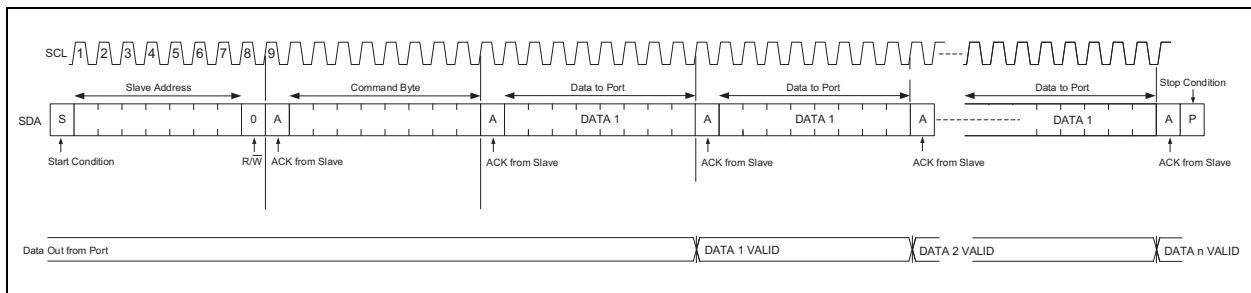 SCL 1 2 3 4 5 6 7 8 9
Slave Address Command Byte Data to Port Data to Port Data to Port Stop Condition
SDA S 0 A A DATA 1 A DATA 1 A DATA 1 A P
Start Condition R/W̅ ACK from Slave ACK from Slave ACK from Slave ACK from Slave ACK from Slave
Data Out from Port DATA 1 VALID DATA 2 VALID DATA n VALID